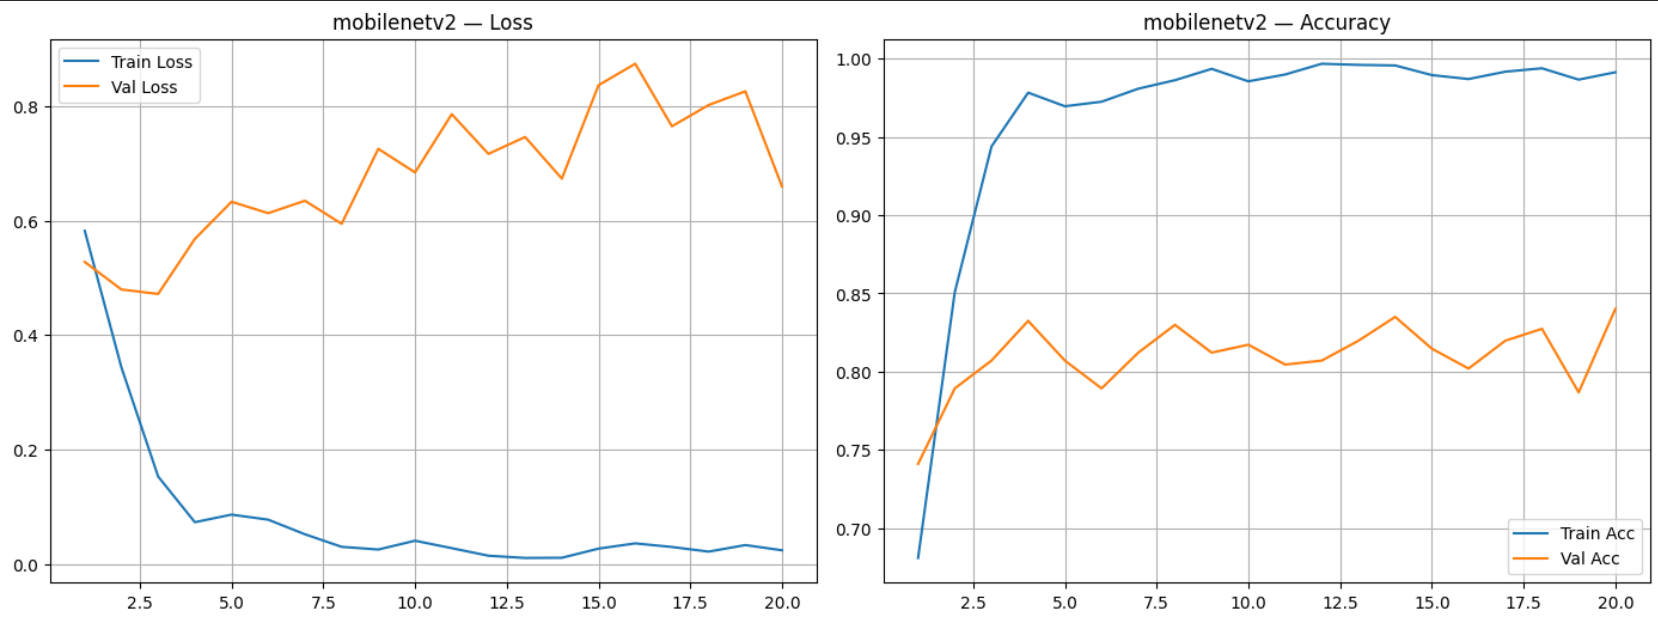 mobilenetv2 — Loss
Train Loss
Val Loss
0.8
0.6
0.4
0.2
0.0
2.5 5.0 7.5 10.0 12.5 15.0 17.5 20.0
mobilenetv2 — Accuracy
1.00
0.95
0.90
0.85
0.80
0.75
0.70
Train Acc
Val Acc
2.5 5.0 7.5 10.0 12.5 15.0 17.5 20.0